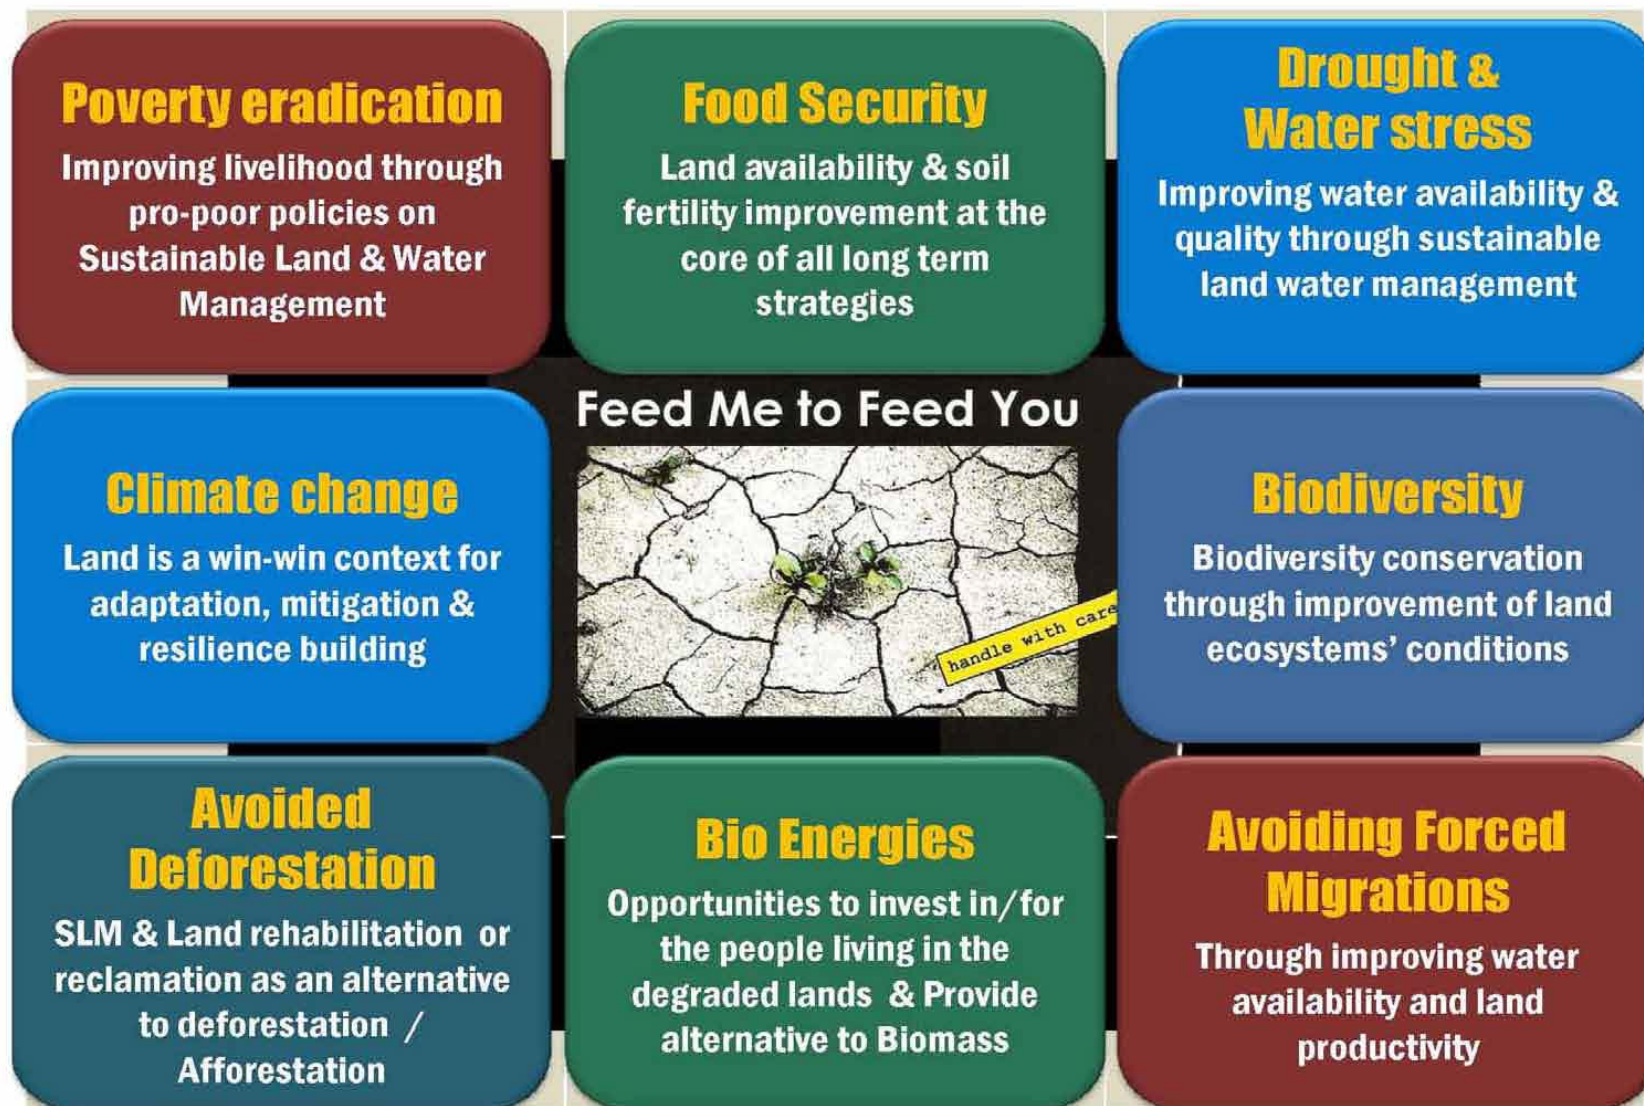 Poverty eradication
Improving livelihood through
pro-poor policies on
Sustainable Land & Water
Management
Food Security
Land availability & soil
fertility improvement at the
core of all long term
strategies
Drought &
Water stress
Improving water availability &
quality through sustainable
land water management
Climate change
Land is a win-win context for
adaptation, mitigation &
resilience building
Feed Me to Feed You
handle with care
Biodiversity
Biodiversity conservation
through improvement of land
ecosystems’ conditions
Avoided
Deforestation
SLM & Land rehabilitation or
reclamation as an alternative
to deforestation /
Afforestation
Bio Energies
Opportunities to invest in/for
the people living in the
degraded lands & Provide
alternative to Biomass
Avoiding Forced
Migrations
Through improving water
availability and land
productivity